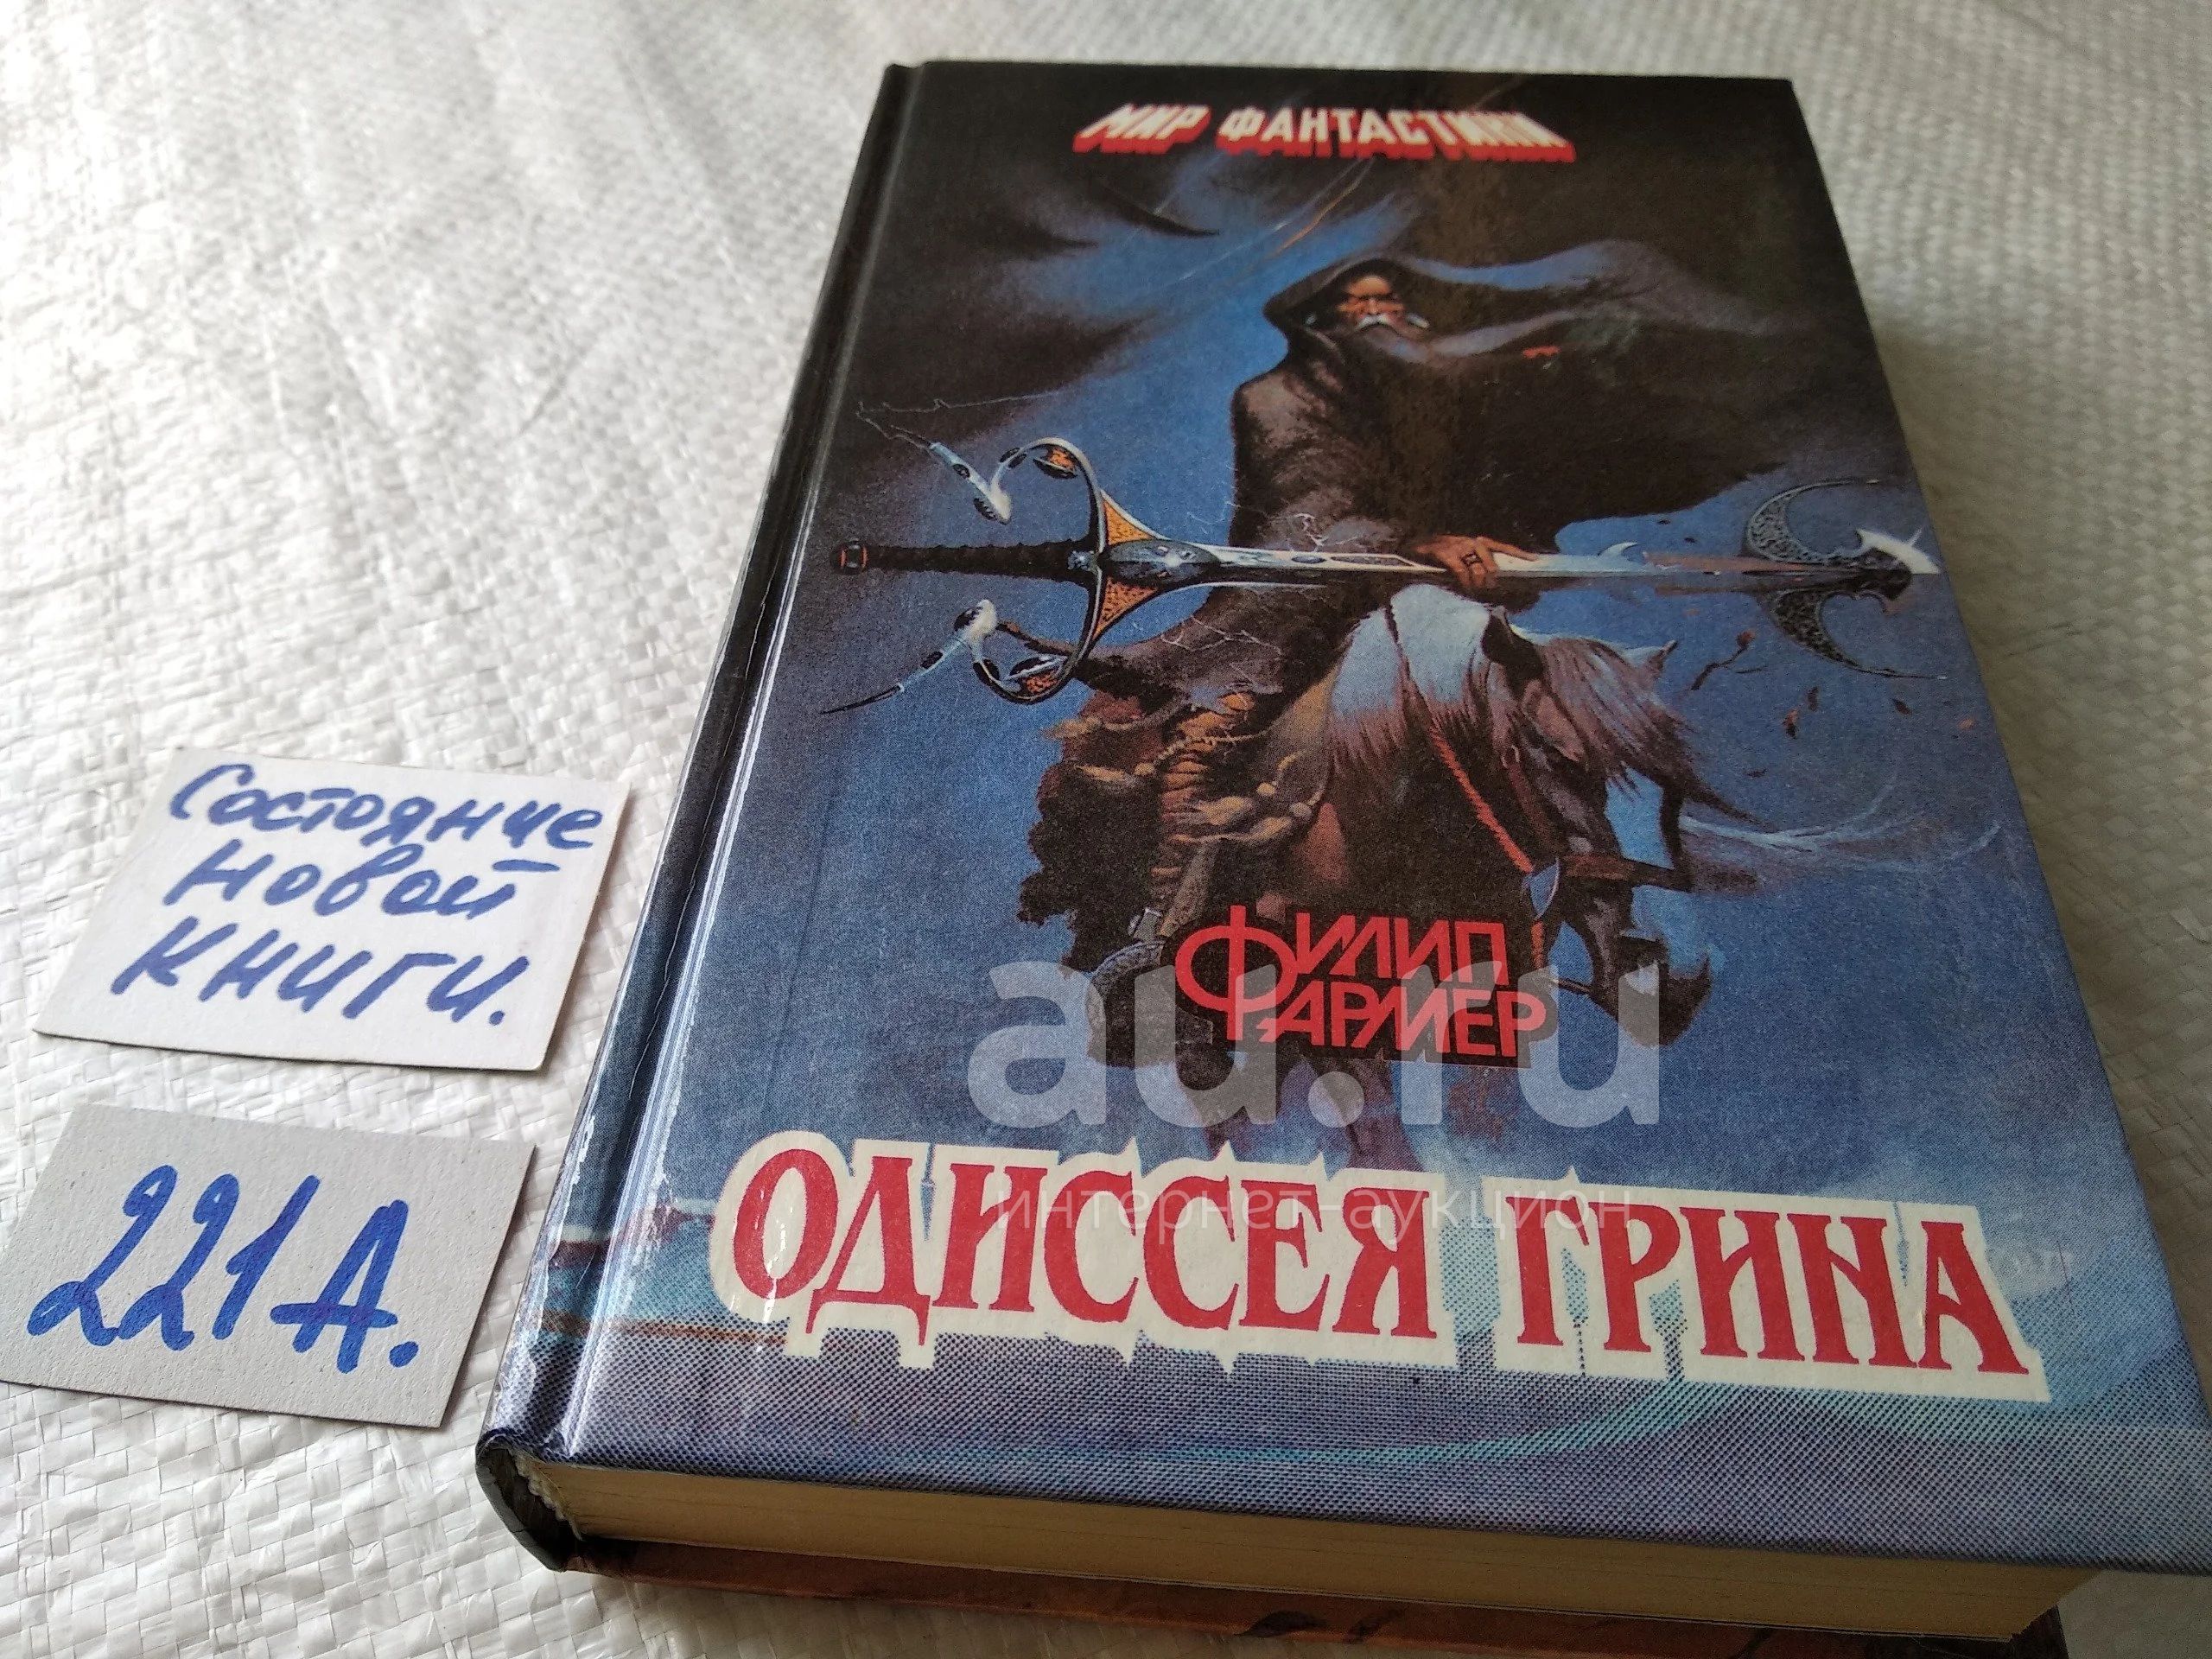 МИР ФАНТАСТИКИ
ФИЛИП
ФАРМЕР
ОДИССЕЯ ГРИНА
Состояние
новой
книги.
221А.
au.ru
интернет-аукцион